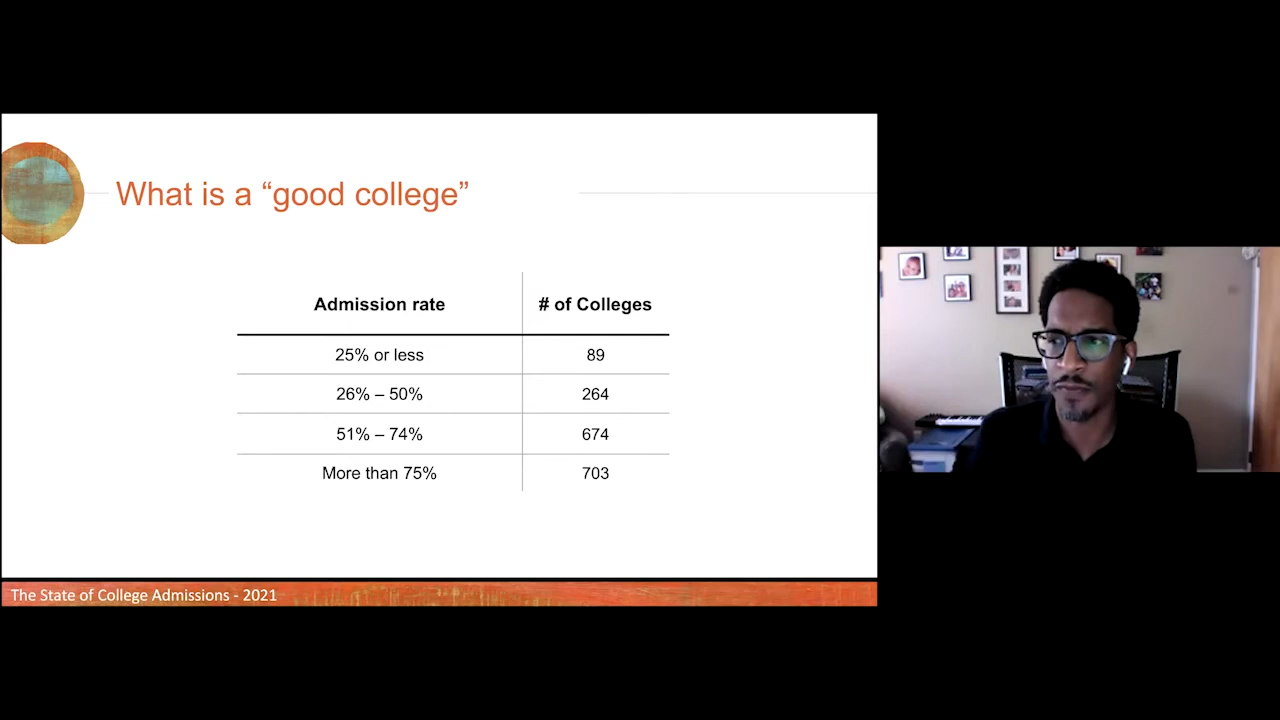 What is a “good college”
Admission rate # of Colleges
25% or less 89
26% – 50% 264
51% – 74% 674
More than 75% 703
The State of College Admissions - 2021